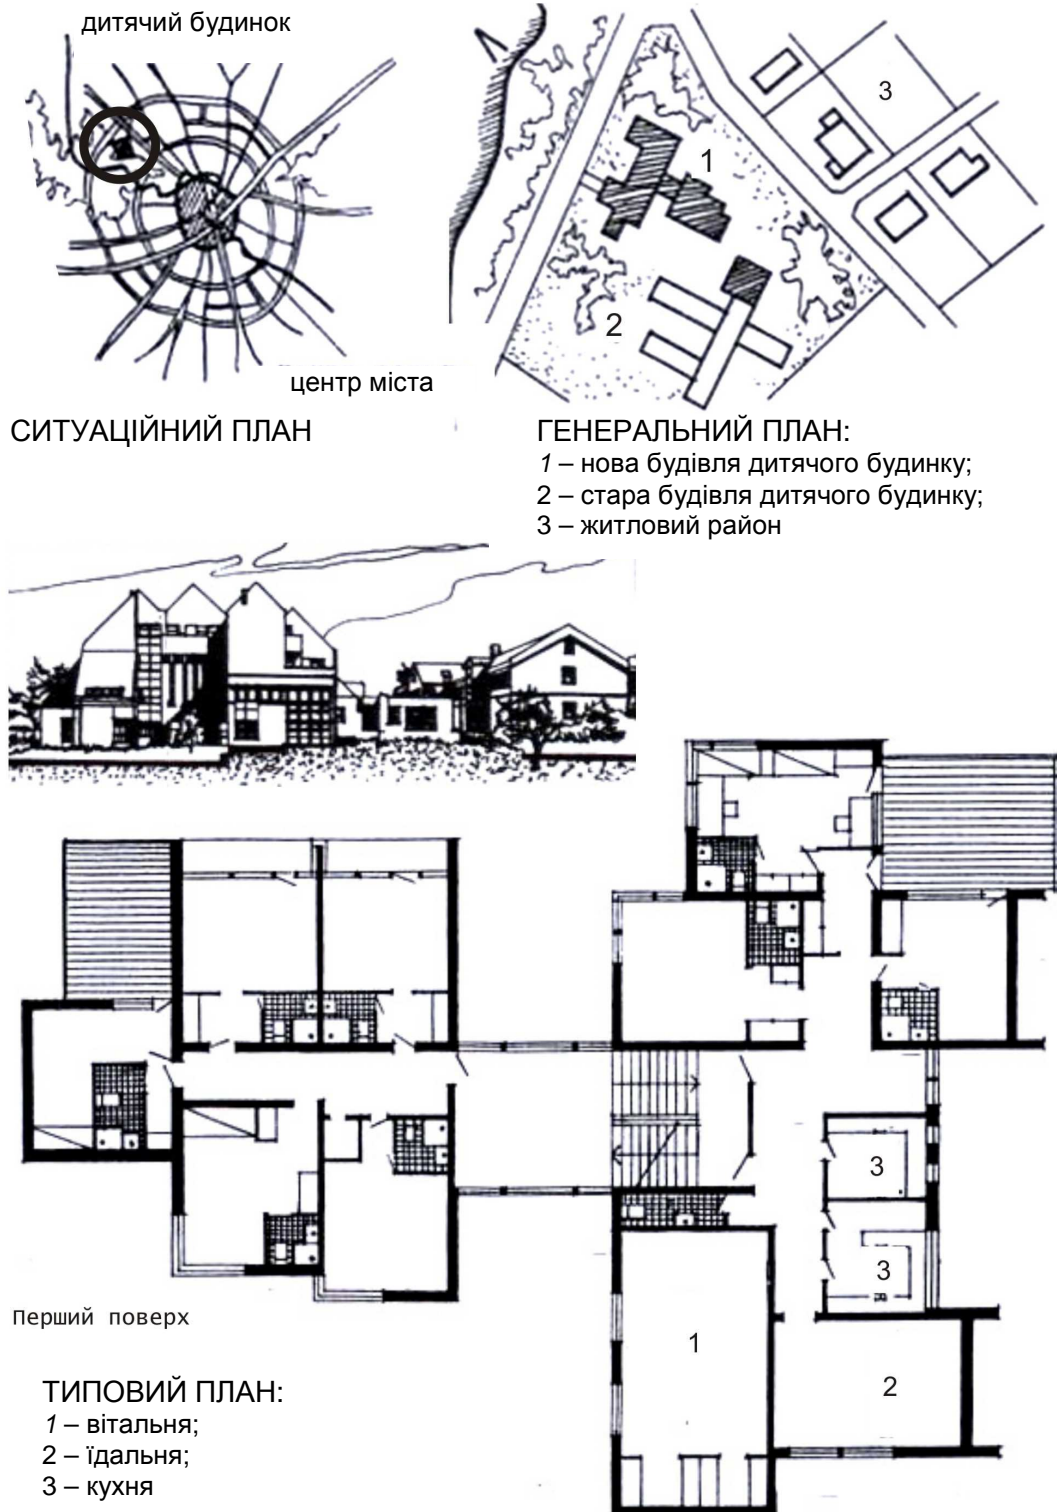 дитячий будинок
центр міста
СИТУАЦІЙНИЙ ПЛАН
1
2
3
ГЕНЕРАЛЬНИЙ ПЛАН:
1 – нова будівля дитячого будинку;
2 – стара будівля дитячого будинку;
3 – житловий район
3
3
1
2
Перший поверх
ТИПОВИЙ ПЛАН:
1 – вітальня;
2 – їдальня;
3 – кухня